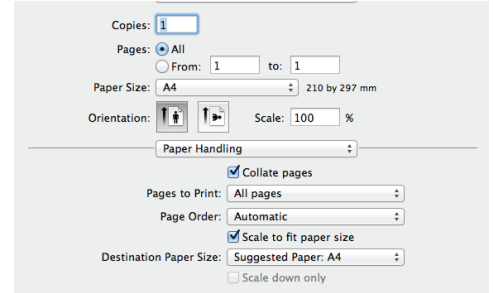 Copies: 1
Pages: All
From: 1 to: 1
Paper Size: A4 210 by 297 mm
Orientation: Scale: 100 %
Paper Handling
Collate pages
Pages to Print: All pages
Page Order: Automatic
Scale to fit paper size
Destination Paper Size: Suggested Paper: A4
Scale down only